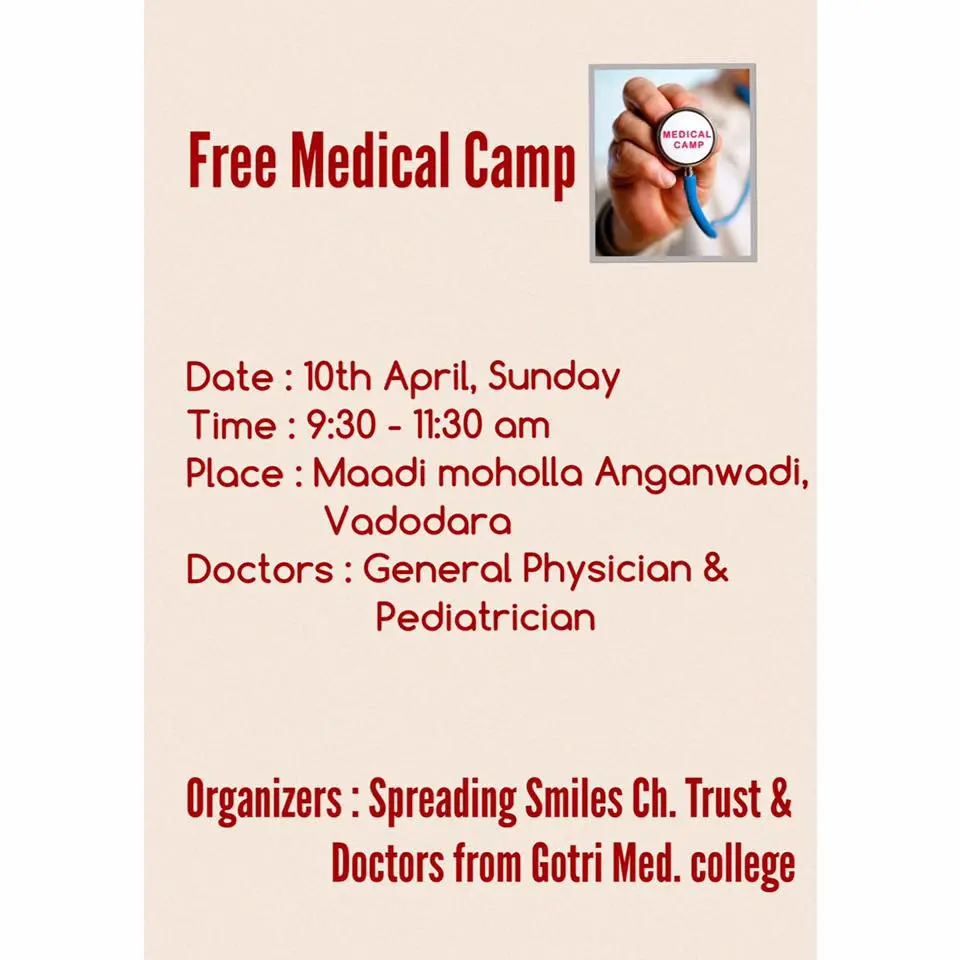 Free Medical Camp
MEDICAL
CAMP
Date : 10th April, Sunday
Time : 9:30 - 11:30 am
Place : Maadi moholla Anganwadi,
Vadodara
Doctors : General Physician &
Pediatrician
Organizers : Spreading Smiles Ch. Trust &
Doctors from Gotri Med. college